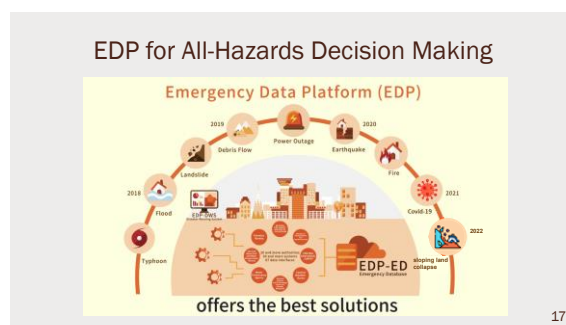 EDP for All-Hazards Decision Making
Emergency Data Platform (EDP)
2019
2020
Debris Flow
Power Outage
Earthquake
Landslide
Fire
2018
2021
Flood
EDP-DWS
Covid-19
2022
Typhoon
EDP-ED
Emergency Database
sloping land
collapse
offers the best solutions
17